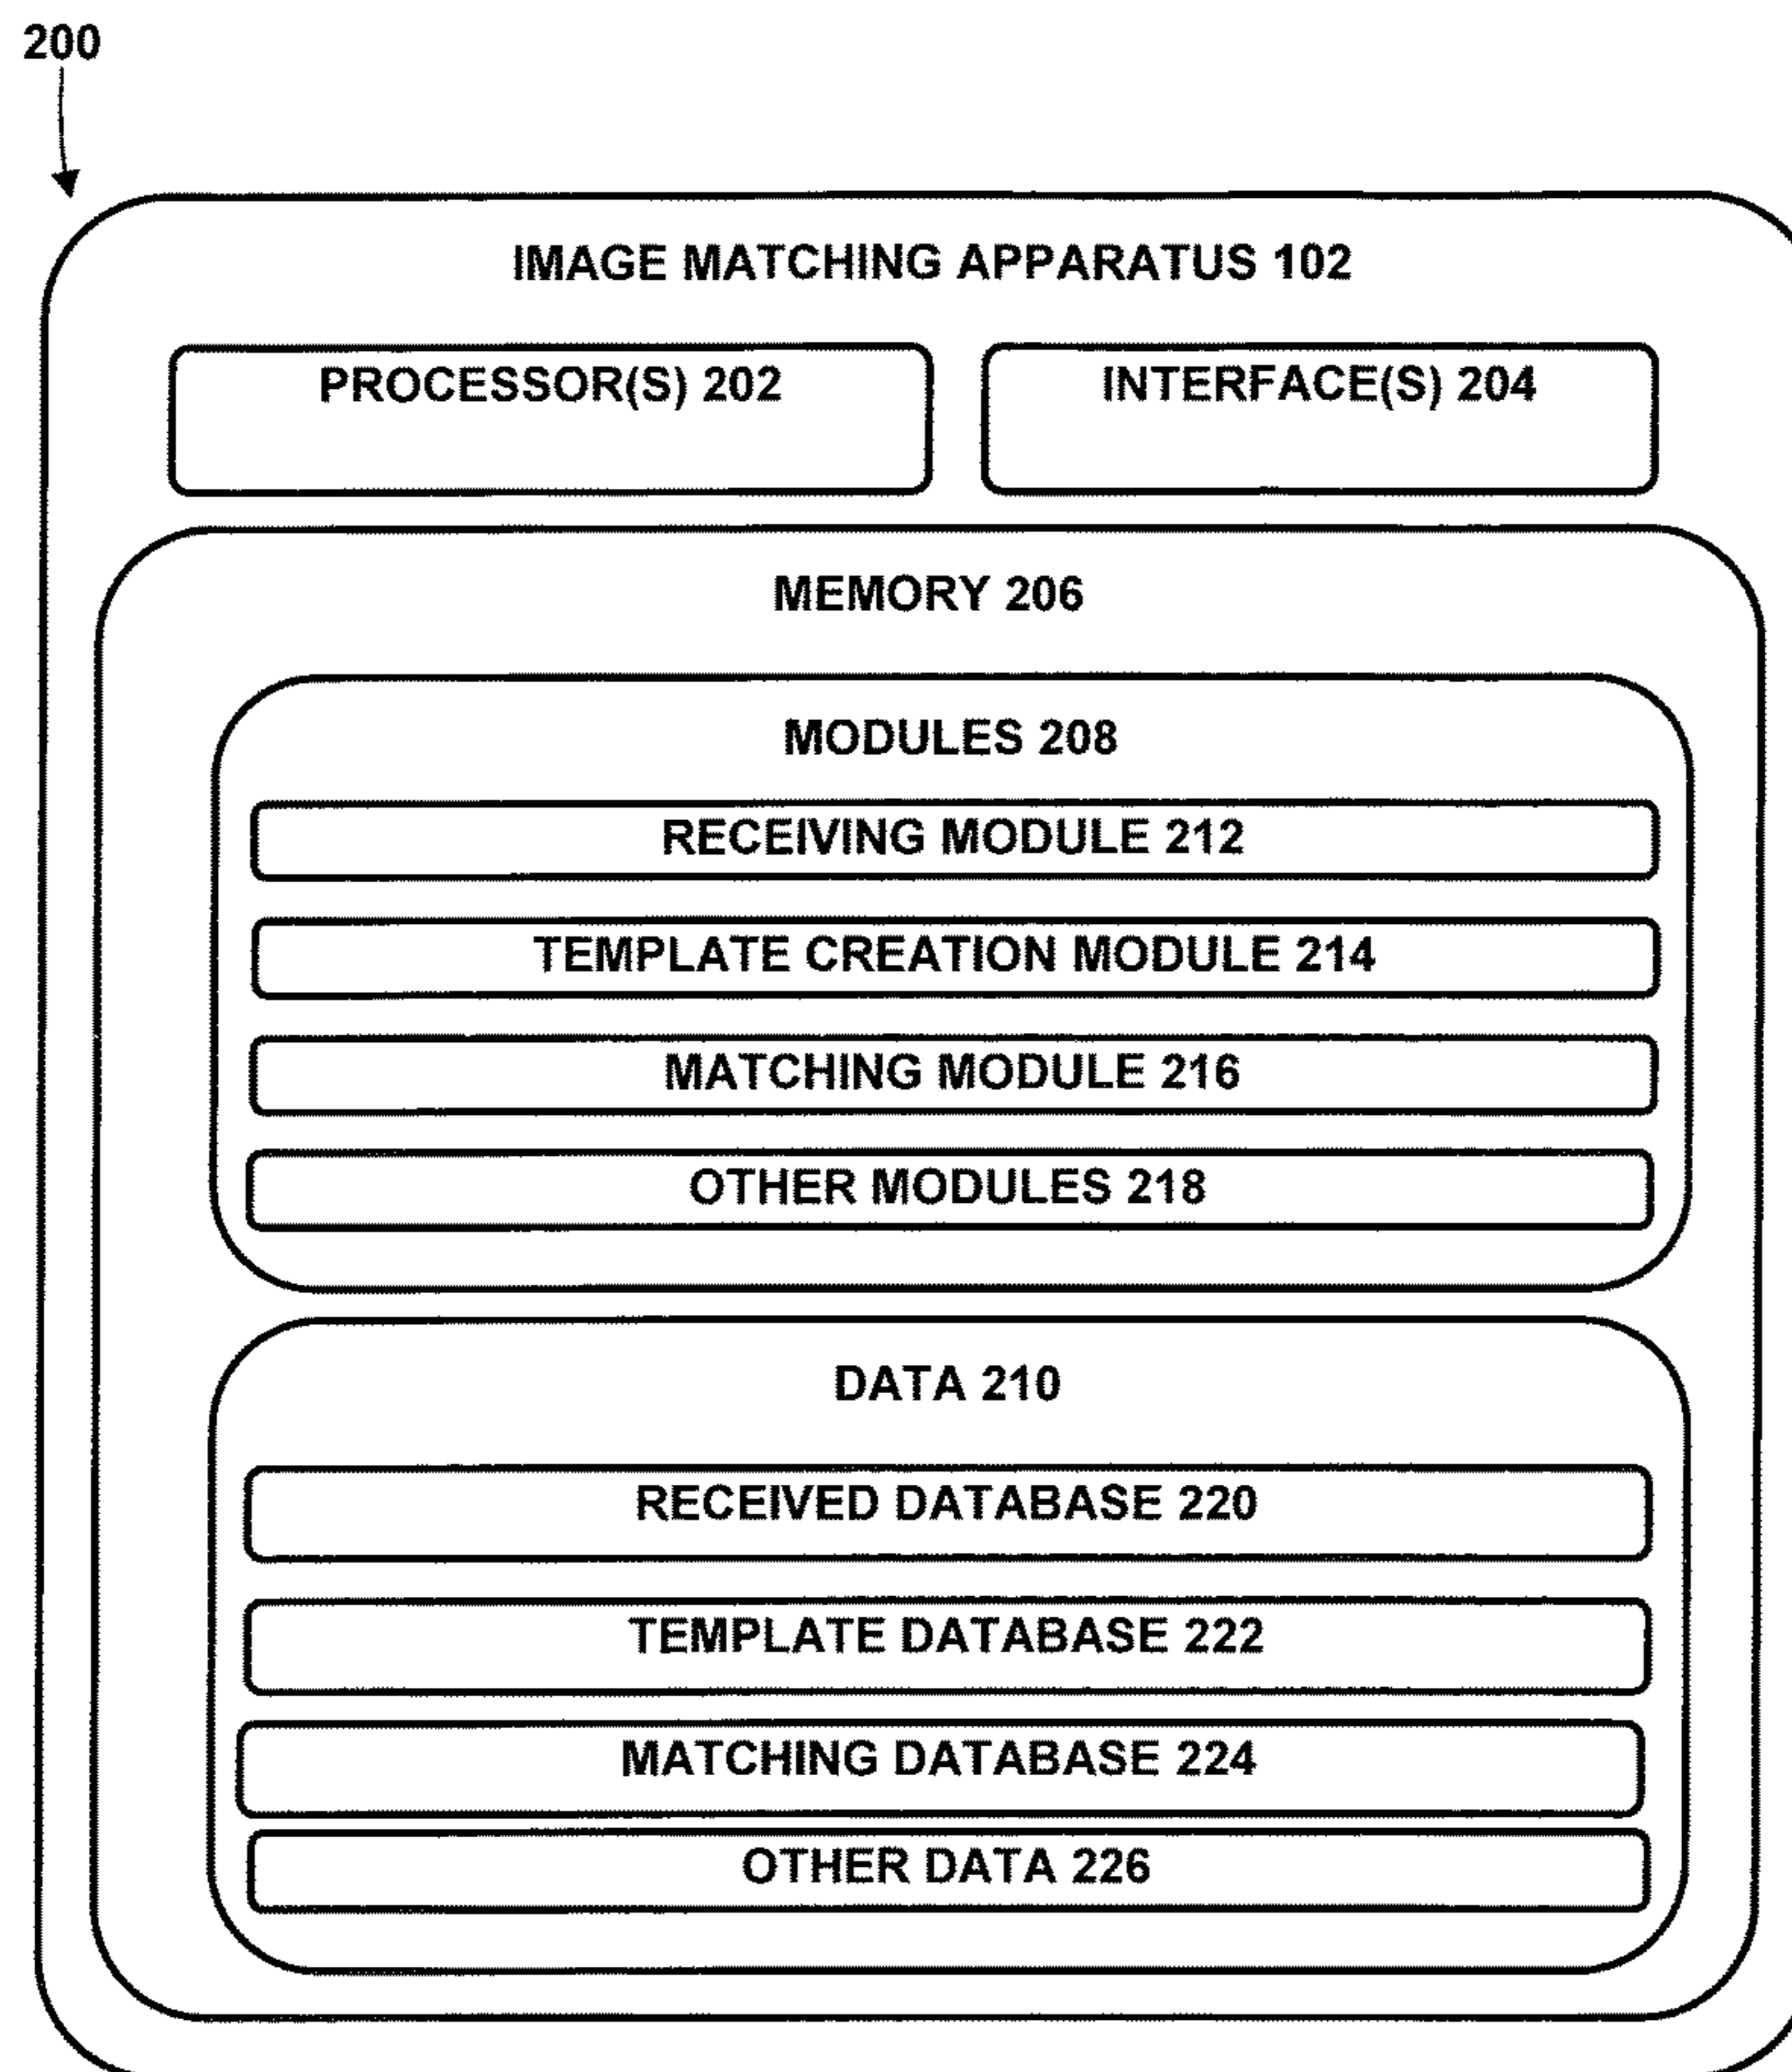 200
IMAGE MATCHING APPARATUS 102
PROCESSOR(S) 202
INTERFACE(S) 204
MEMORY 206
MODULES 208
RECEIVING MODULE 212
TEMPLATE CREATION MODULE 214
MATCHING MODULE 216
OTHER MODULES 218
DATA 210
RECEIVED DATABASE 220
TEMPLATE DATABASE 222
MATCHING DATABASE 224
OTHER DATA 226